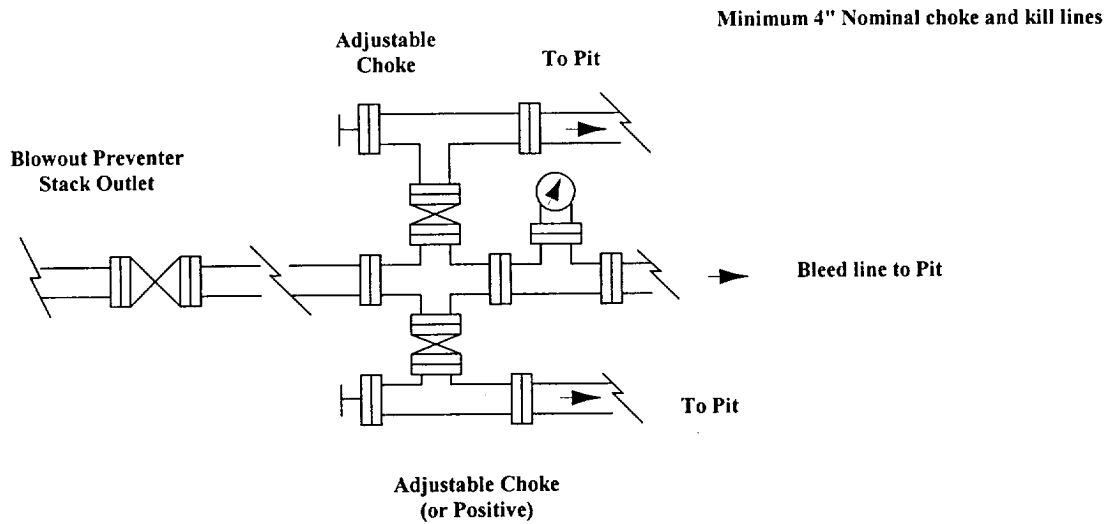 Minimum 4" Nominal choke and kill lines
Adjustable
Choke
To Pit
Blowout Preventer
Stack Outlet
Bleed line to Pit
To Pit
Adjustable Choke
(or Positive)